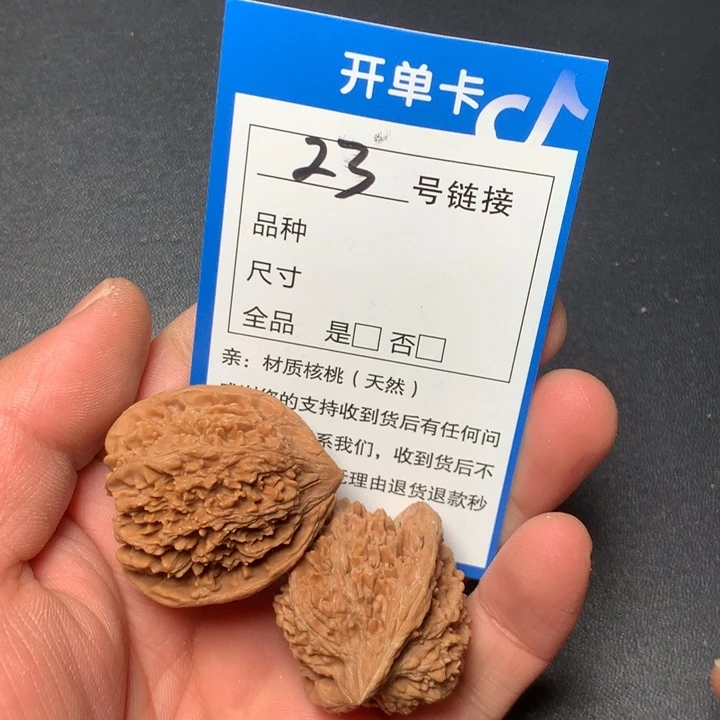 开单卡
23号链接
品种
尺寸
全品 是□ 否□
亲：材质核桃（天然）
的支持收到货后有任何问
系我们，收到货后不
理由退货退款秒